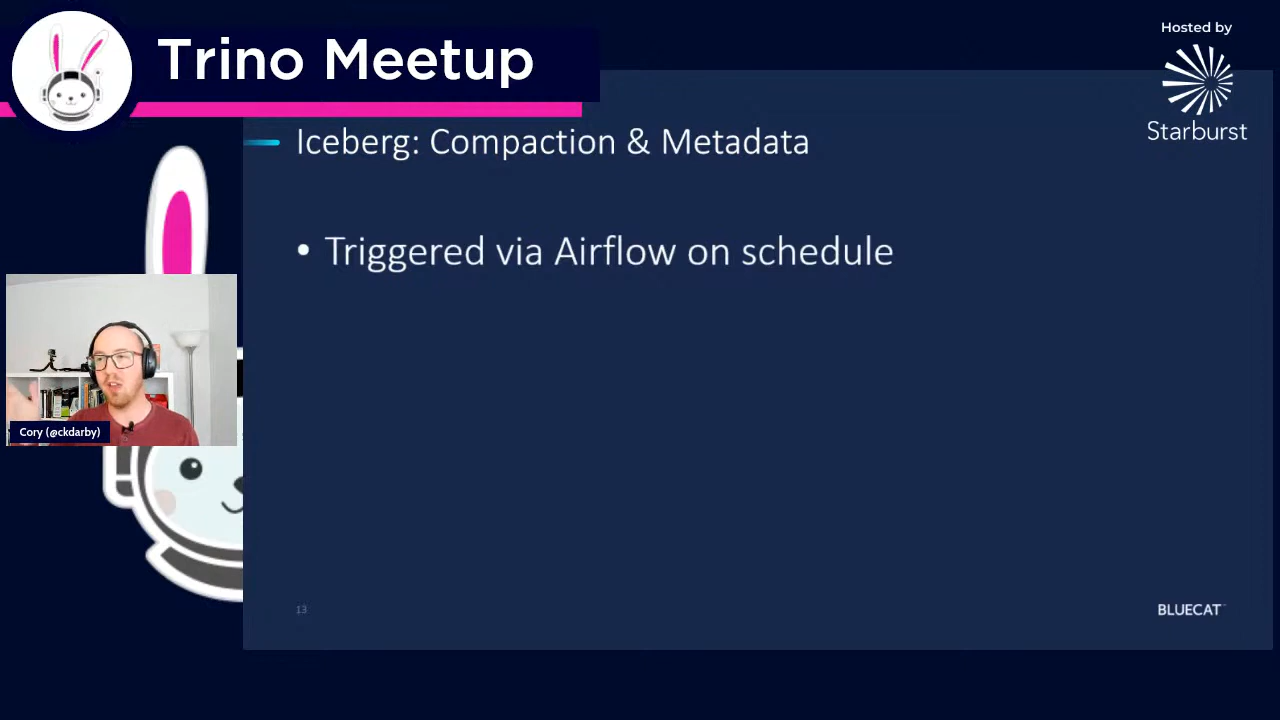 Trino Meetup
Hosted by
Starburst
Iceberg: Compaction & Metadata
• Triggered via Airflow on schedule
Cory (@ckdarby)
13
BLUECAT